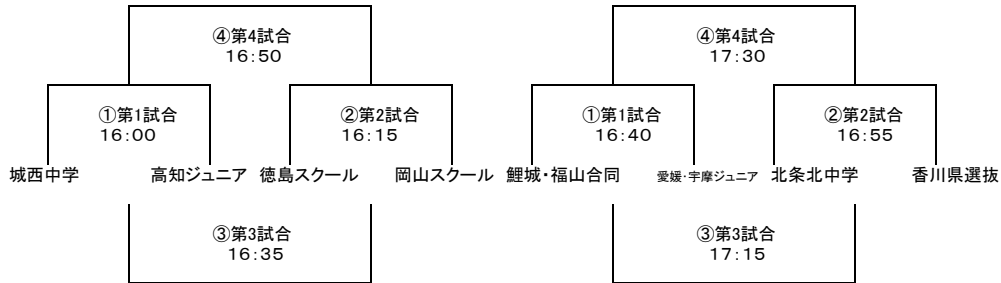 ④第4試合
16:50
④第4試合
17:30
①第1試合
16:00
②第2試合
16:15
①第1試合
16:40
②第2試合
16:55
城西中学 高知ジュニア 徳島スクール 岡山スクール 鯉城・福山合同 愛媛・宇摩ジュニア 北条北中学 香川県選抜
③第3試合
16:35
③第3試合
17:15